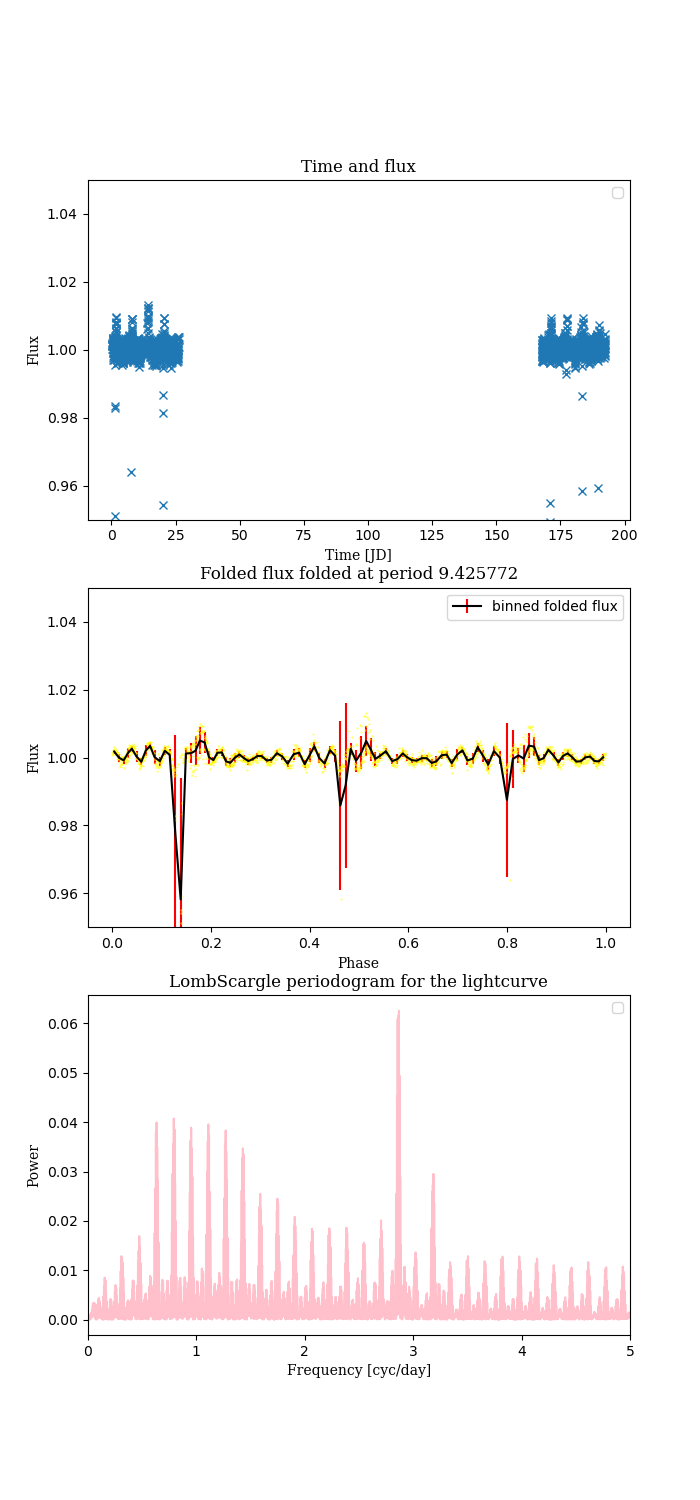 Time and flux
1.04
1.02
1.00
0.98
0.96
Flux
0 25 50 75 100 125 150 175 200
Time [JD]
Folded flux folded at period 9.425772
binned folded flux
1.04
1.02
1.00
0.98
0.96
Flux
0.0 0.2 0.4 0.6 0.8 1.0
Phase
LombScargle periodogram for the lightcurve
0.06
0.05
0.04
0.03
0.02
0.01
0.00
Power
0 1 2 3 4 5
Frequency [cyc/day]